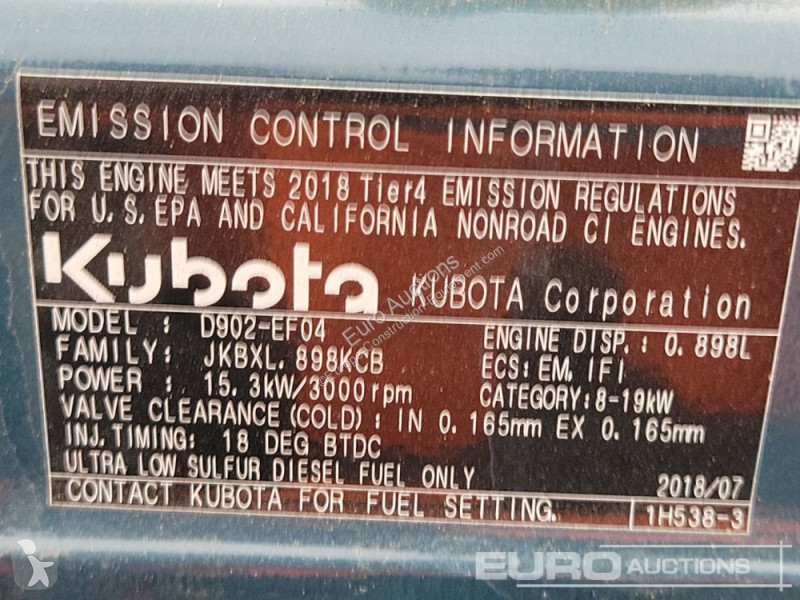 EMISSION CONTROL INFORMATION
THIS ENGINE MEETS 2018 Tier4 EMISSION REGULATIONS
FOR U.S.EPA AND CALIFORNIA NONROAD CI ENGINES.
Kubota KUBOTA Corporation
MODEL : D902-EF04 ENGINE DISP.: 0.898L
FAMILY: JKBXL.898KCB ECS: EM, IFI
POWER : 15.3kW/3000rpm CATEGORY: 8-19kW
VALVE CLEARANCE (COLD): IN 0.165mm EX 0.165mm
INJ.TIMING: 18 DEG BTDC
ULTRA LOW SULFUR DIESEL FUEL ONLY 2018/07
CONTACT KUBOTA FOR FUEL SETTING. 1H538-3
Euro Auctions
EURO AUCTIONS